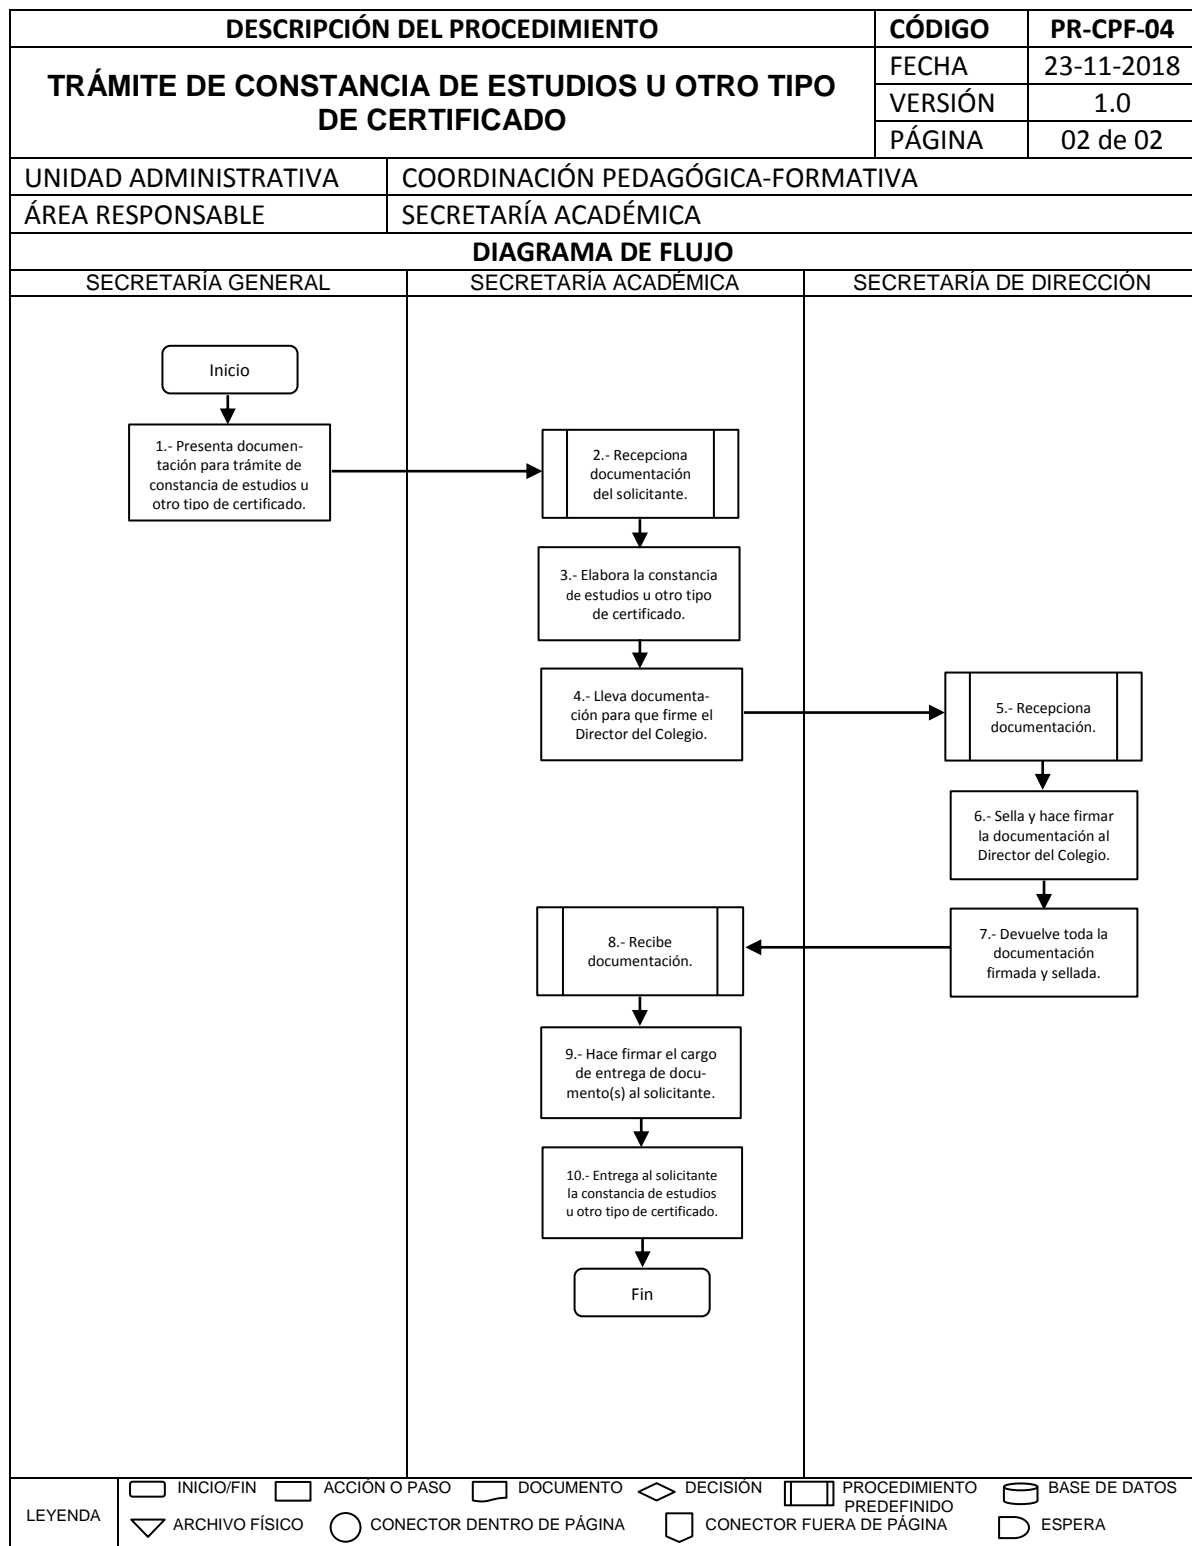 DESCRIPCIÓN DEL PROCEDIMIENTO
CÓDIGO
PR-CPF-04
TRÁMITE DE CONSTANCIA DE ESTUDIOS U OTRO TIPO
DE CERTIFICADO
FECHA
23-11-2018
VERSIÓN
1.0
PÁGINA
02 de 02
UNIDAD ADMINISTRATIVA
COORDINACIÓN PEDAGÓGICA-FORMATIVA
ÁREA RESPONSABLE
SECRETARÍA ACADÉMICA
DIAGRAMA DE FLUJO
SECRETARÍA GENERAL
SECRETARÍA ACADÉMICA
SECRETARÍA DE DIRECCIÓN
Inicio
1.- Presenta documen-
tación para trámite de
constancia de estudios u
otro tipo de certificado.
2.- Recepciona
documentación
del solicitante.
3.- Elabora la constancia
de estudios u otro tipo
de certificado.
4.- Lleva documenta-
ción para que firme el
Director del Colegio.
5.- Recepciona
documentación.
6.- Sella y hace firmar
la documentación al
Director del Colegio.
7.- Devuelve toda la
documentación
firmada y sellada.
8.- Recibe
documentación.
9.- Hace firmar el cargo
de entrega de docu-
mento(s) al solicitante.
10.- Entrega al solicitante
la constancia de estudios
u otro tipo de certificado.
Fin
LEYENDA
INICIO/FIN
ACCIÓN O PASO
DOCUMENTO
DECISIÓN
PROCEDIMIENTO
PREDEFINIDO
BASE DE DATOS
ARCHIVO FÍSICO
CONECTOR DENTRO DE PÁGINA
CONECTOR FUERA DE PÁGINA
ESPERA